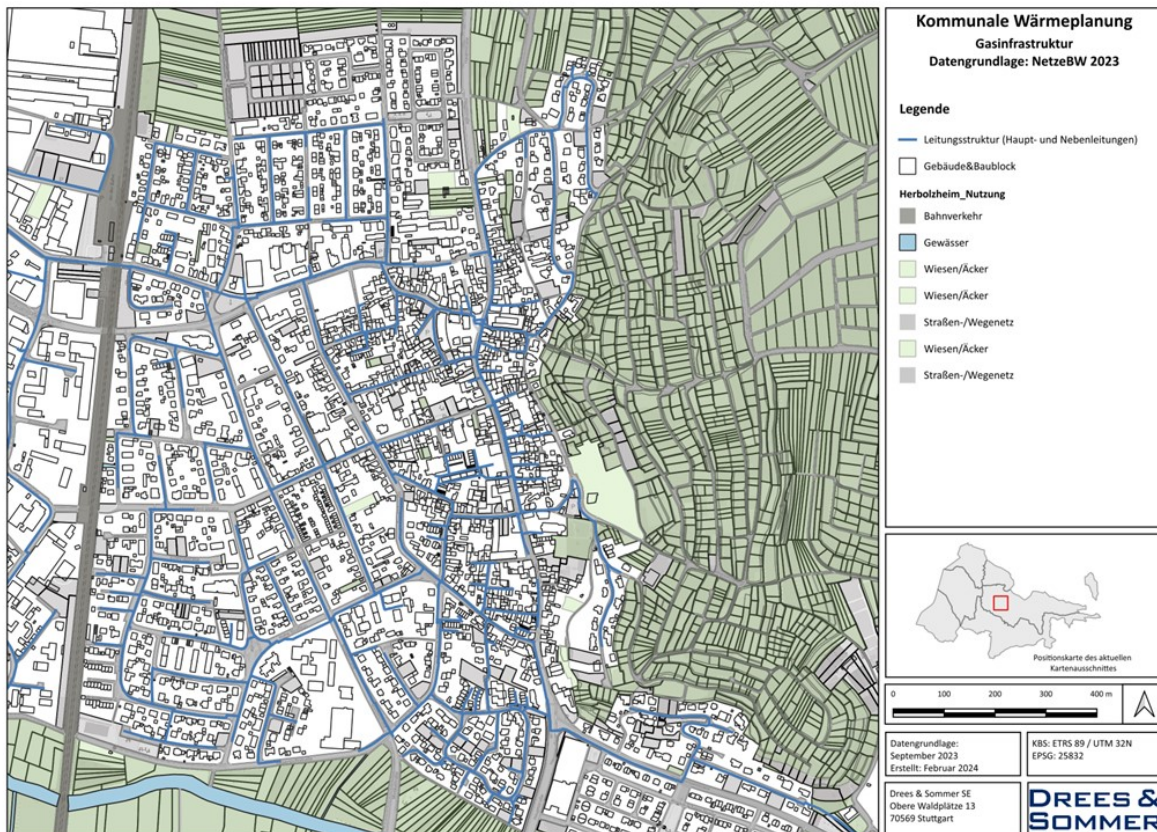 Kommunale Wärmeplanung
Gasinfrastruktur
Datengrundlage: NetzeBW 2023
Legende
Leitungsstruktur (Haupt- und Nebenleitungen)
Gebäude&Baublock
Herbolzheim_Nutzung
Bahnverkehr
Gewässer
Wiesen/Äcker
Wiesen/Äcker
Straßen-/Wegenetz
Wiesen/Äcker
Straßen-/Wegenetz
Positionskarte des aktuellen
Kartenausschnittes
0 100 200 300 400 m
Datengrundlage:
September 2023
Erstellt: Februar 2024
KBS: ETRS 89 / UTM 32N
EPSG: 25832
Drees & Sommer SE
Obere Waldplätze 13
70569 Stuttgart
DREES &
SOMMER